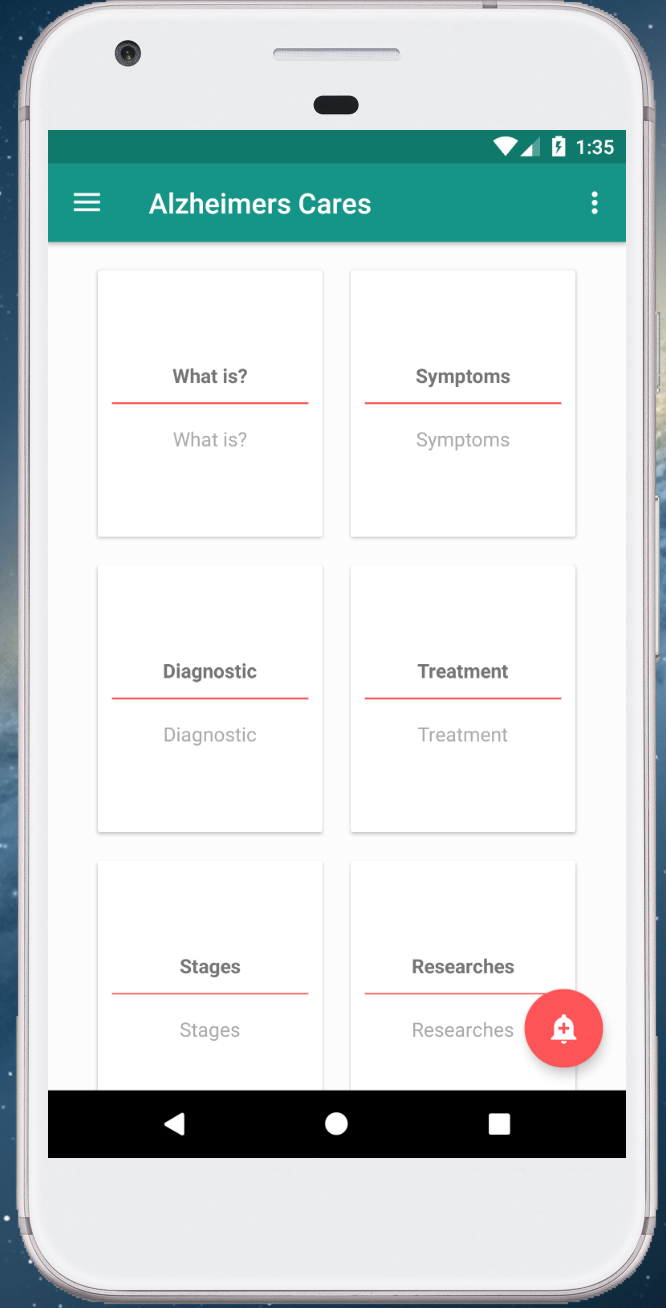 1:35
Alzheimers Cares
What is?
What is?
Symptoms
Symptoms
Diagnostic
Diagnostic
Treatment
Treatment
Stages
Stages
Researches
Researches